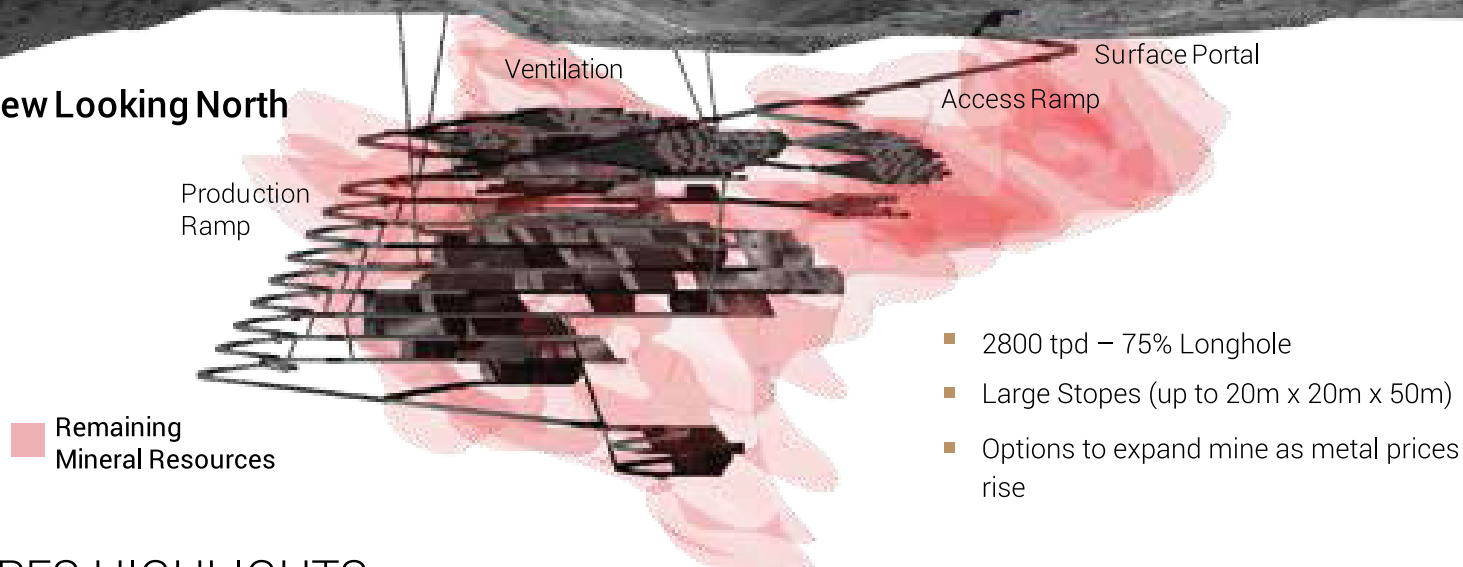 Surface Portal
Ventilation
ew Looking North
Access Ramp
Production
Ramp
2800 tpd – 75% Longhole
Large Stopes (up to 20m x 20m x 50m)
Options to expand mine as metal prices
rise
Remaining
Mineral Resources
HIGHLIGHTS